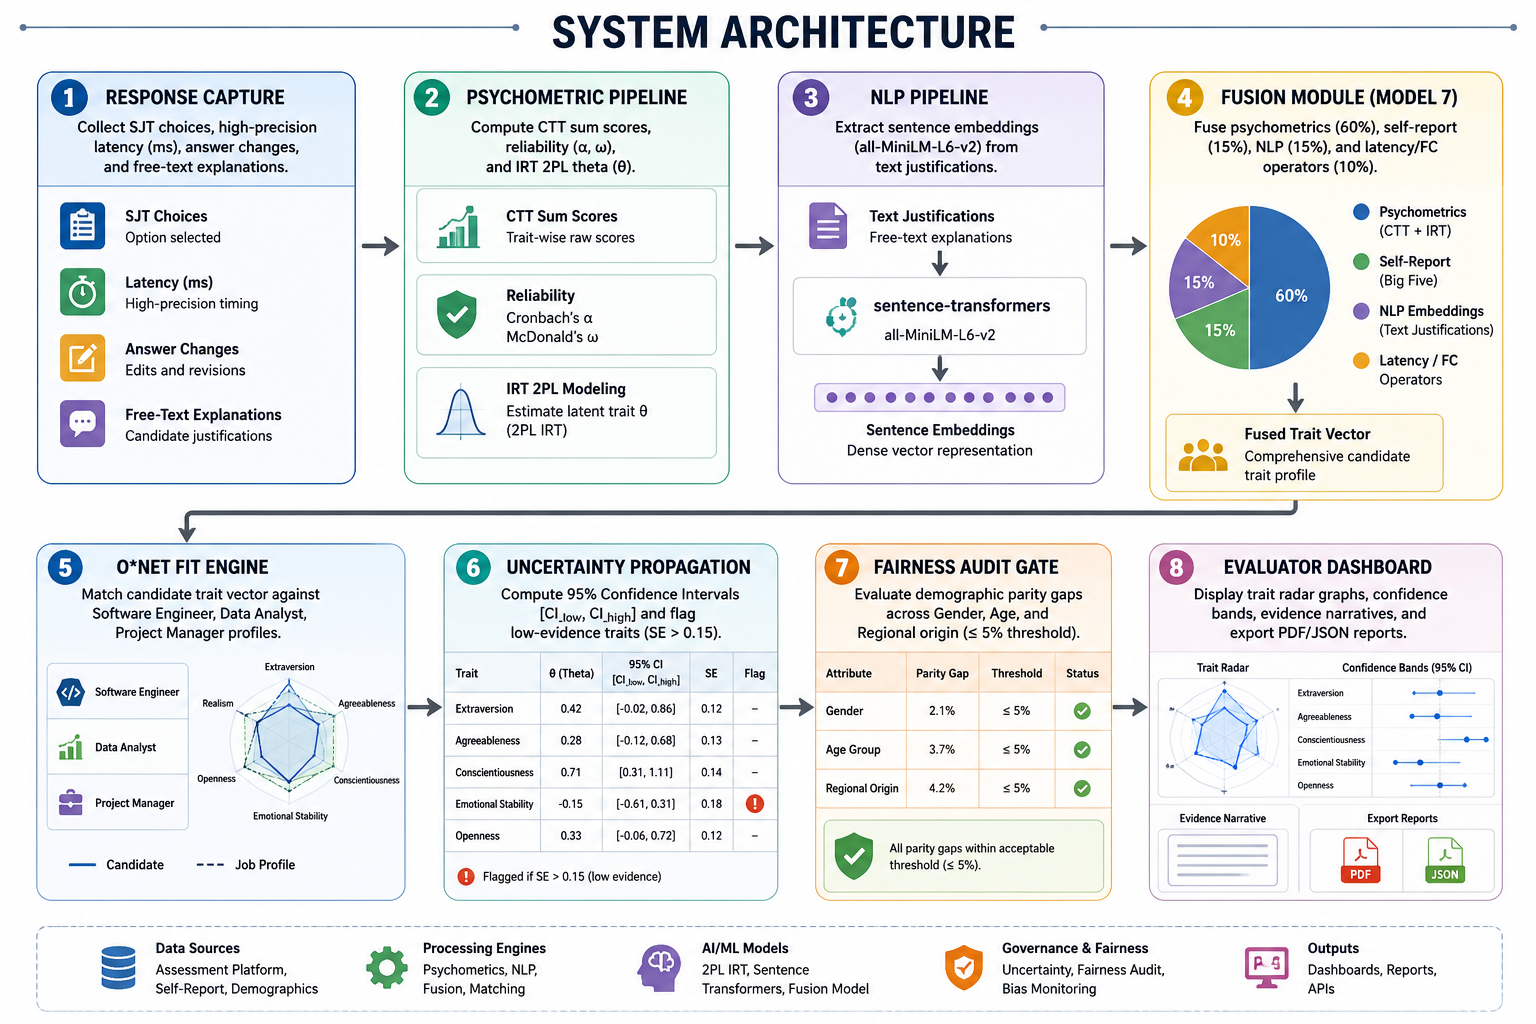 SYSTEM ARCHITECTURE
1 RESPONSE CAPTURE
Collect SJT choices, high-precision
latency (ms), answer changes,
and free-text explanations.
SJT Choices
Option selected
Latency (ms)
High-precision timing
Answer Changes
Edits and revisions
Free-Text Explanations
Candidate justifications
2 PSYCHOMETRIC PIPELINE
Compute CTT sum scores,
reliability (α, ω),
and IRT 2PL theta (θ).
CTT Sum Scores
Trait-wise raw scores
Reliability
Cronbach's α
McDonald's ω
IRT 2PL Modeling
Estimate latent trait θ
(2PL IRT)
3 NLP PIPELINE
Extract sentence embeddings
(all-MiniLM-L6-v2) from
text justifications.
Text Justifications
Free-text explanations
sentence-transformers
all-MiniLM-L6-v2
Sentence Embeddings
Dense vector representation
4 FUSION MODULE (MODEL 7)
Fuse psychometrics (60%), self-report
(15%), NLP (15%), and latency/FC
operators (10%).
10%
15%
15%
60%
Psychometrics
(CTT + IRT)
Self-Report
(Big Five)
NLP Embeddings
(Text Justifications)
Latency / FC
Operators
Fused Trait Vector
Comprehensive candidate
trait profile
5 O*NET FIT ENGINE
Match candidate trait vector against
Software Engineer, Data Analyst,
Project Manager profiles.
Software Engineer
Data Analyst
Project Manager
Extraversion
Realism
Agreeableness
Openness
Conscientiousness
Emotional Stability
Candidate
Job Profile
6 UNCERTAINTY PROPAGATION
Compute 95% Confidence Intervals
[CI_low, CI_high] and flag
low-evidence traits (SE > 0.15).
Trait θ (Theta) 95% CI [CI_low, CI_high] SE Flag
Extraversion 0.42 [-0.02, 0.86] 0.12 –
Agreeableness 0.28 [-0.12, 0.68] 0.13 –
Conscientiousness 0.71 [0.31, 1.11] 0.14 –
Emotional Stability -0.15 [-0.61, 0.31] 0.18 !
Openness 0.33 [-0.06, 0.72] 0.12 –
! Flagged if SE > 0.15 (low evidence)
7 FAIRNESS AUDIT GATE
Evaluate demographic parity gaps
across Gender, Age, and
Regional origin (≤ 5% threshold).
Attribute Parity Gap Threshold Status
Gender 2.1% ≤ 5%
Age Group 3.7% ≤ 5%
Regional Origin 4.2% ≤ 5%
All parity gaps within acceptable
threshold (≤ 5%).
8 EVALUATOR DASHBOARD
Display trait radar graphs, confidence
bands, evidence narratives, and
export PDF/JSON reports.
Trait Radar
Confidence Bands (95% CI)
Extraversion
Agreeableness
Conscientiousness
Emotional Stability
Openness
Evidence Narrative
Export Reports
PDF
JSON
Data Sources
Assessment Platform,
Self-Report, Demographics
Processing Engines
Psychometics, NLP,
Fusion, Matching
AI/ML Models
2PL IRT, Sentence
Transformers, Fusion Model
Governance & Fairness
Uncertainty, Fairness Audit,
Bias Monitoring
Outputs
Dashboards, Reports,
APIs